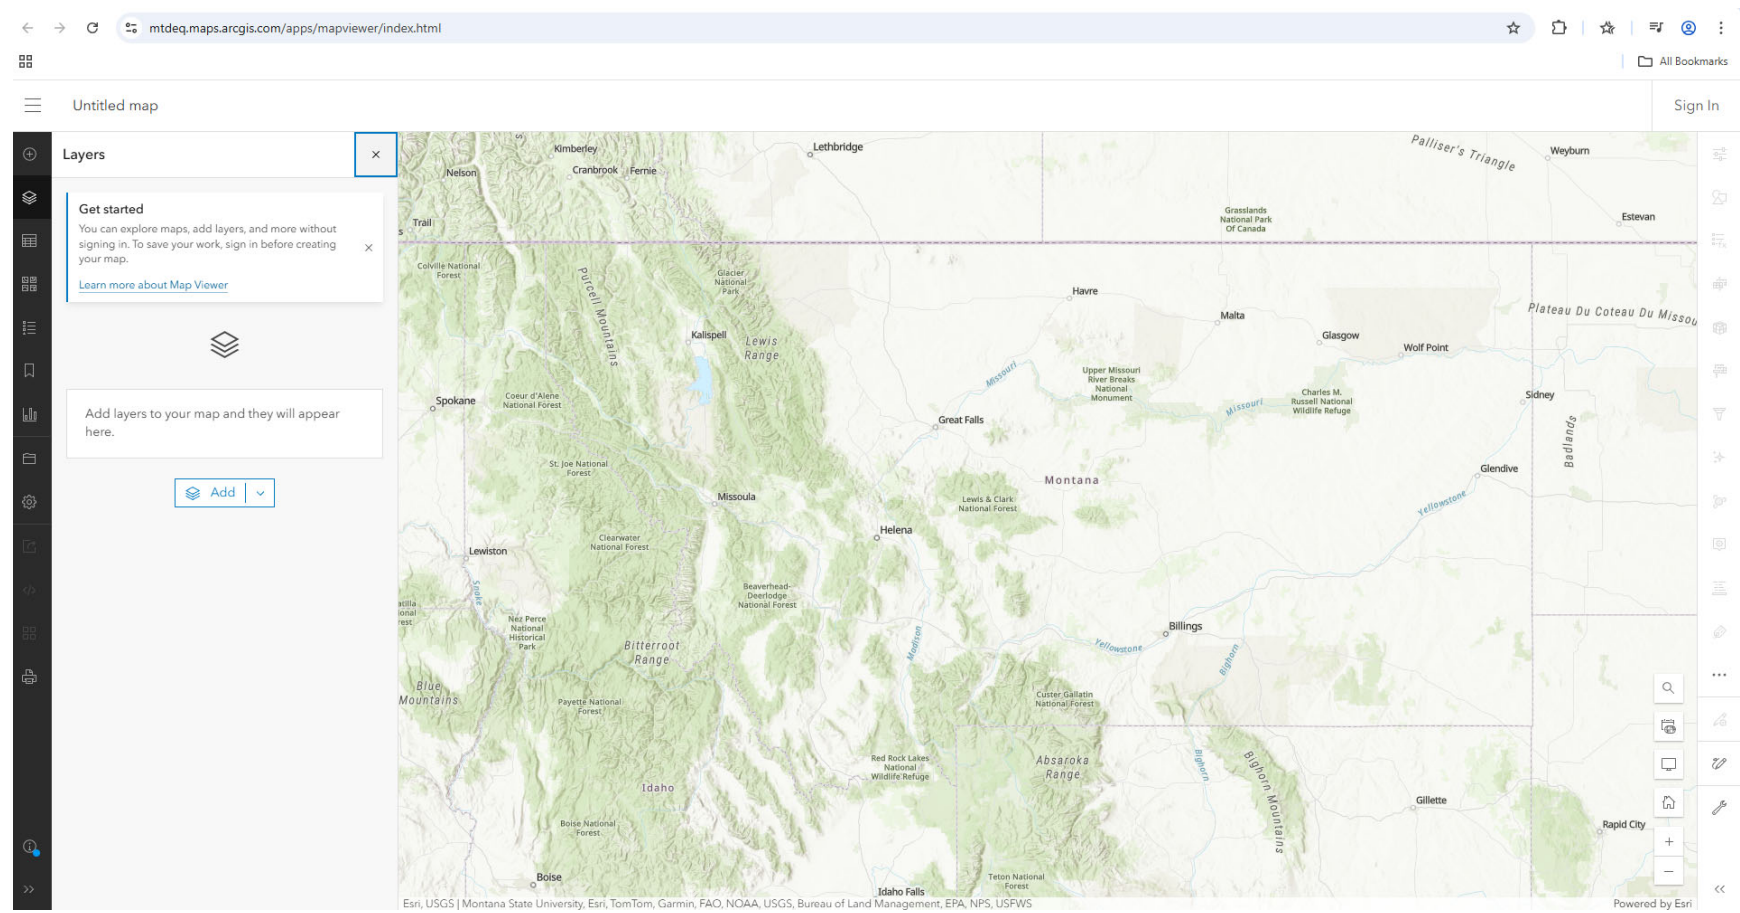 mtdeq.maps.arcgis.com/apps/mapviewer/index.html
All Bookmarks
Untitled map
Sign In
Layers
Get started
You can explore maps, add layers, and more without
signing in. To save your work, sign in before creating
your map.
Learn more about Map Viewer
Add layers to your map and they will appear
here.
Add
Kimberley
Lethbridge
Palliser's Triangle
Weyburn
Nelson
Cranbrook
Fernie
Trail
Grasslands
National Park
Of Canada
Estevan
Colville National
Forest
Purcell Mountains
Glacier
National
Park
Havre
Malta
Plateau Du Coteau Du Missou
Kalispell
Lewis
Range
Glasgow
Wolf Point
Missouri
Upper Missouri
River Breaks
National
Monument
Spokane
Coeur d'Alene
National Forest
Charles M.
Russell National
Wildlife Refuge
Missouri
Sidney
Great Falls
Badlands
St. Joe National
Forest
Montana
Glendive
Missoula
Lewis & Clark
National Forest
Yellowstone
Helena
Clearwater
National Forest
Lewiston
Snake
Beaverhead-
Deerlodge
National Forest
atilla
ional
rest
Nez Perce
National
Historical
Park
Billings
Bitterroot
Range
Madison
Yellowstone
Bighorn
Blue
Mountains
Payette National
Forest
Custer Gallatin
National Forest
Red Rock Lakes
National
Wildlife Refuge
Absaroka
Range
Bighorn
Bighorn Mountains
Idaho
Gillette
Boise National
Forest
Rapid City
Boise
Idaho Falls
Teton National
Forest
Esri, USGS | Montana State University, Esri, TomTom, Garmin, FAO, NOAA, USGS, Bureau of Land Management, EPA, NPS, USFWS
Powered by Esri